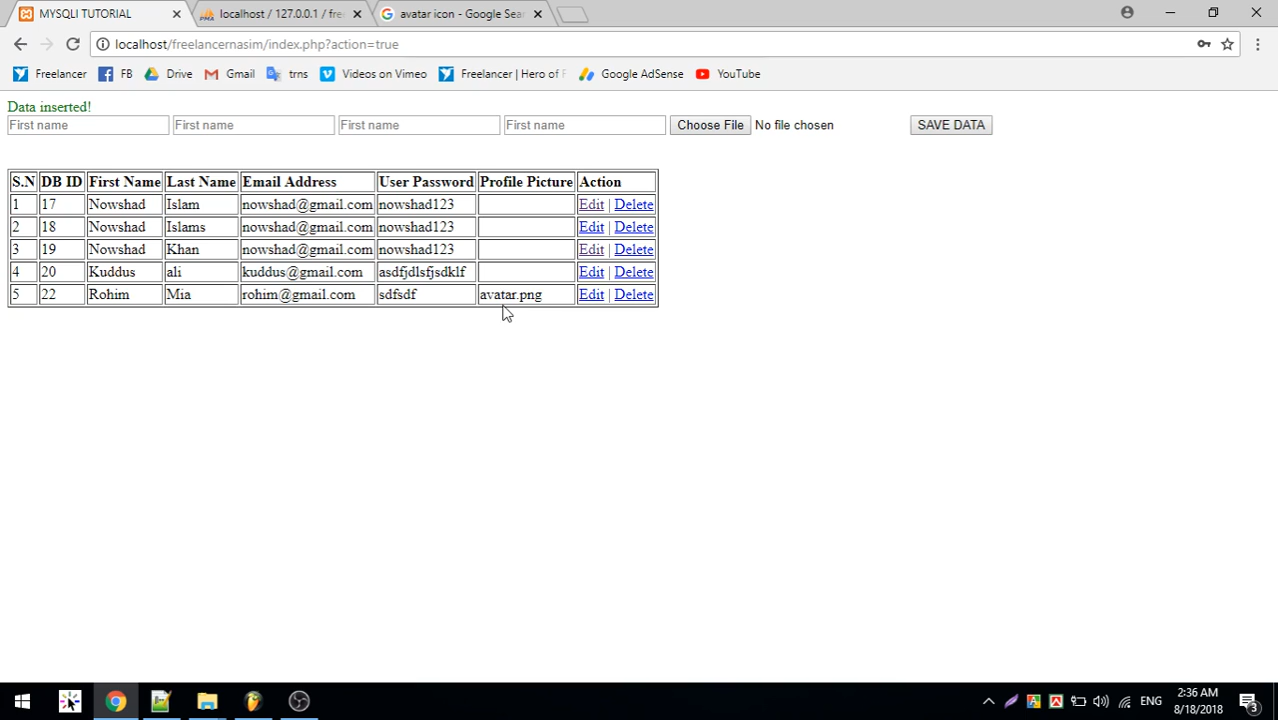 MYSQLI TUTORIAL
localhost / 127.0.0.1 / fre
avatar icon - Google Sear
localhost/freelancernasim/index.php?action=true
Freelancer FB Drive Gmail trns Videos on Vimeo Freelancer | Hero of F Google AdSense YouTube
Data inserted!
First name First name First name First name Choose File No file chosen SAVE DATA
S.N DB ID First Name Last Name Email Address User Password Profile Picture Action
1 17 Nowshad Islam nowshad@gmail.com nowshad123 Edit | Delete
2 18 Nowshad Islams nowshad@gmail.com nowshad123 Edit | Delete
3 19 Nowshad Khan nowshad@gmail.com nowshad123 Edit | Delete
4 20 Kuddus ali kuddus@gmail.com asdfjdlsfjsdklf Edit | Delete
5 22 Rohim Mia rohim@gmail.com sdfsdf avatar.png Edit | Delete
ENG
2:36 AM
8/18/2018
3